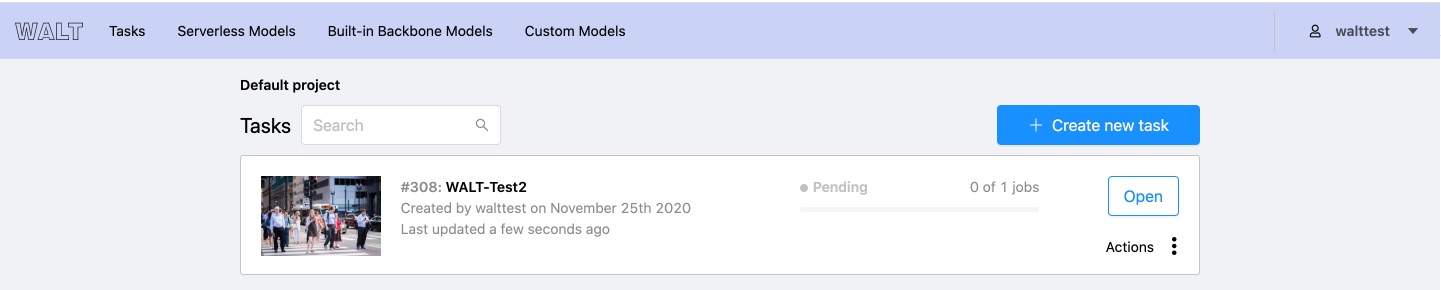 WALT Tasks Serverless Models Built-in Backbone Models Custom Models walttest
Default project
Tasks Search + Create new task
#308: WALT-Test2 Pending 0 of 1 jobs Open
Created by walttest on November 25th 2020
Last updated a few seconds ago
Actions